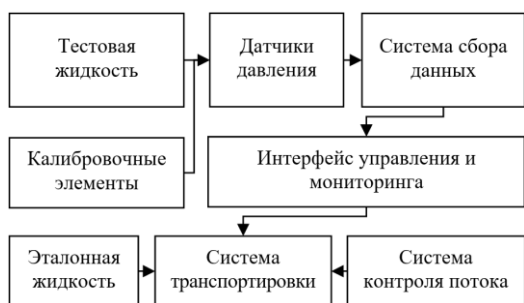 Тестовая
жидкость
Датчики
давления
Система сбора
данных
Калибровочные
элементы
Интерфейс управления и
мониторинга
Эталонная
жидкость
Система
транспортировки
Система
контроля потока